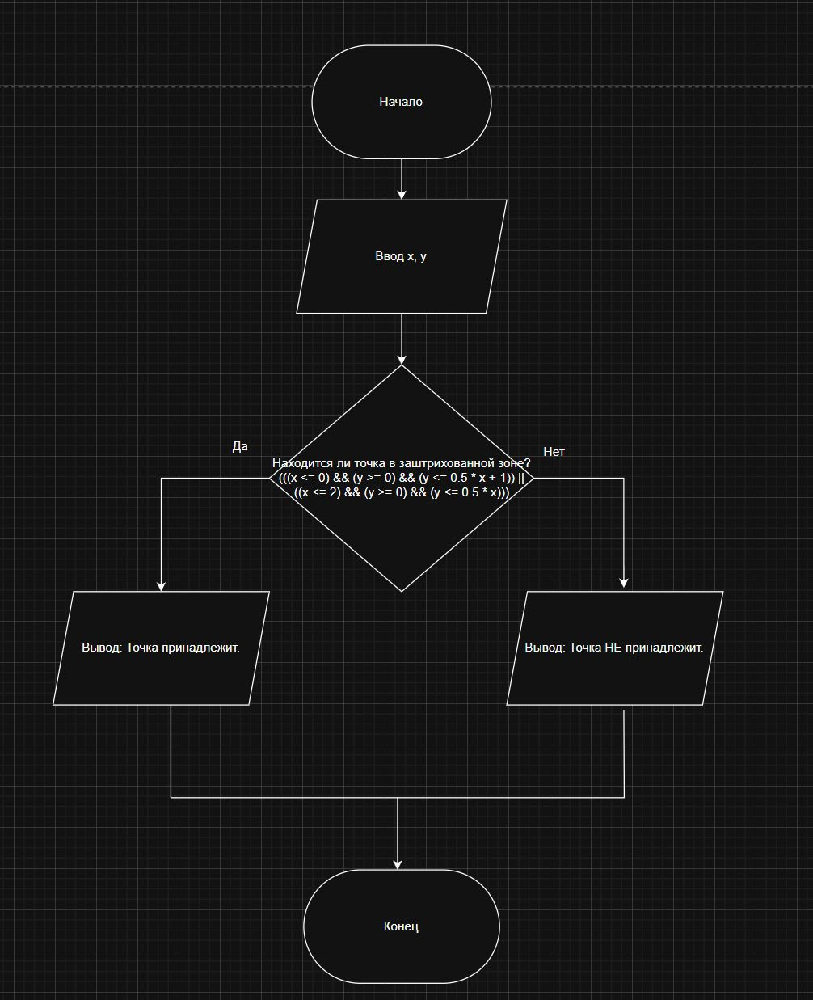 Начало
Ввод x, y
Да
Нет
Находится ли точка в заштрихованной зоне?
(((x <= 0) && (y >= 0) && (y <= 0.5 * x + 1)) ||
((x <= 2) && (y >= 0) && (y <= 0.5 * x)))
Вывод: Точка принадлежит.
Вывод: Точка НЕ принадлежит.
Конец